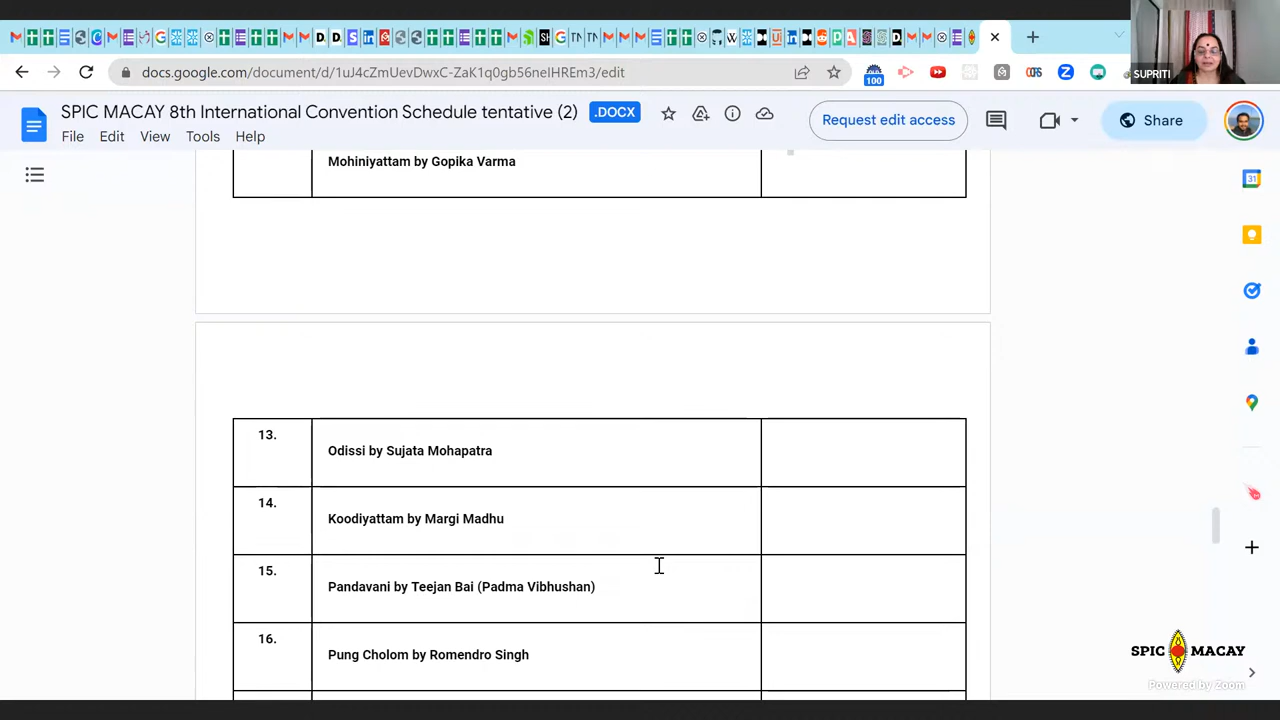 docs.google.com/document/d/1uJ4cZmUevDwxC-ZaK1q0gb56neIHREm3/edit
100
SUPRITI
SPIC MACAY 8th International Convention Schedule tentative (2) .DOCX
File Edit View Tools Help
Request edit access
Share
31
Mohiniyattam by Gopika Varma
13.
Odissi by Sujata Mohapatra
14.
Koodiyattam by Margi Madhu
15.
Pandavani by Teejan Bai (Padma Vibhushan)
16.
Pung Cholom by Romendro Singh
SPIC MACAY
Powered by Zoom